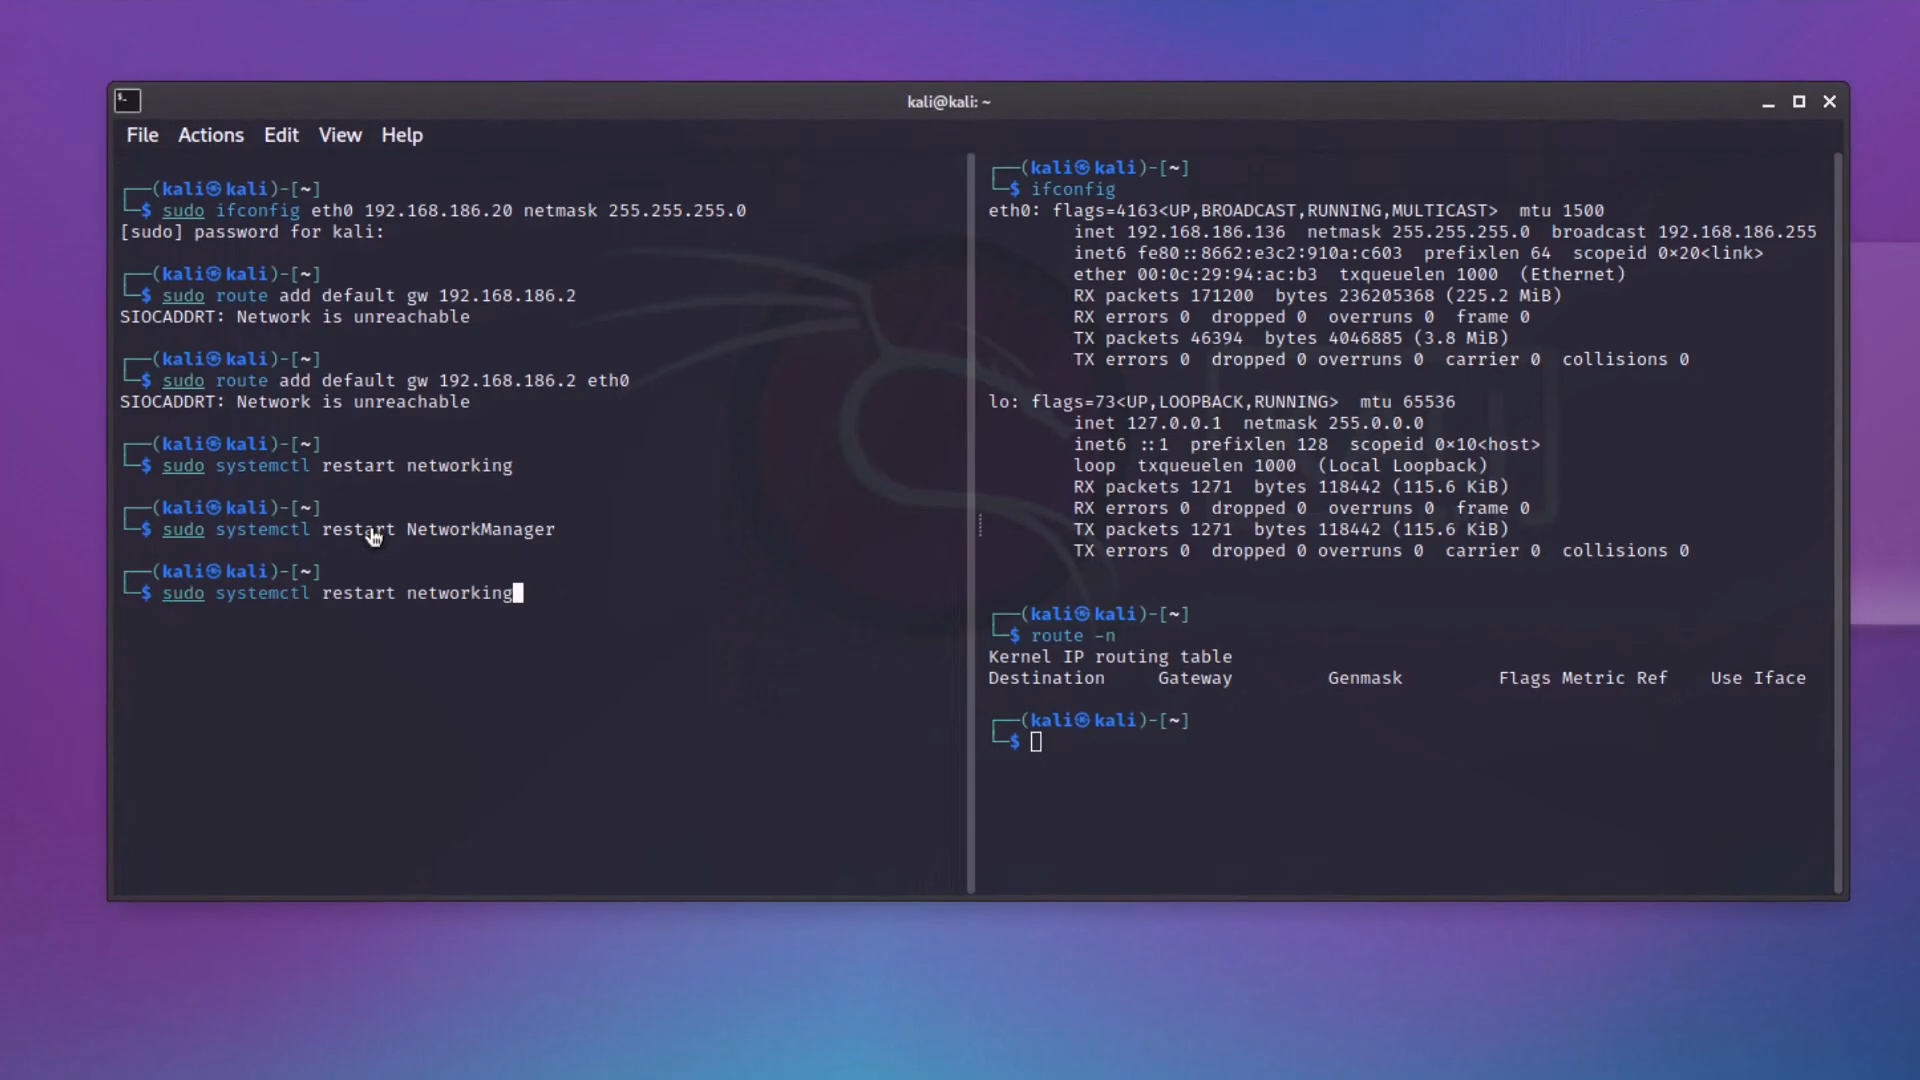 kali@kali: ~
File Actions Edit View Help
┌──(kali㉿kali)-[~]
└─$ sudo ifconfig eth0 192.168.186.20 netmask 255.255.255.0
[sudo] password for kali:
┌──(kali㉿kali)-[~]
└─$ sudo route add default gw 192.168.186.2
SIOCADDRT: Network is unreachable
┌──(kali㉿kali)-[~]
└─$ sudo route add default gw 192.168.186.2 eth0
SIOCADDRT: Network is unreachable
┌──(kali㉿kali)-[~]
└─$ sudo systemctl restart networking
┌──(kali㉿kali)-[~]
└─$ sudo systemctl restart NetworkManager
┌──(kali㉿kali)-[~]
└─$ sudo systemctl restart networking
┌──(kali㉿kali)-[~]
└─$ ifconfig
eth0: flags=4163<UP,BROADCAST,RUNNING,MULTICAST> mtu 1500
inet 192.168.186.136 netmask 255.255.255.0 broadcast 192.168.186.255
inet6 fe80::8662:e3c2:910a:c603 prefixlen 64 scopeid 0×20<link>
ether 00:0c:29:94:ac:b3 txqueuelen 1000 (Ethernet)
RX packets 171200 bytes 236205368 (225.2 MiB)
RX errors 0 dropped 0 overruns 0 frame 0
TX packets 46394 bytes 4046885 (3.8 MiB)
TX errors 0 dropped 0 overruns 0 carrier 0 collisions 0
lo: flags=73<UP,LOOPBACK,RUNNING> mtu 65536
inet 127.0.0.1 netmask 255.0.0.0
inet6 ::1 prefixlen 128 scopeid 0×10<host>
loop txqueuelen 1000 (Local Loopback)
RX packets 1271 bytes 118442 (115.6 KiB)
RX errors 0 dropped 0 overruns 0 frame 0
TX packets 1271 bytes 118442 (115.6 KiB)
TX errors 0 dropped 0 overruns 0 carrier 0 collisions 0
┌──(kali㉿kali)-[~]
└─$ route -n
Kernel IP routing table
Destination Gateway Genmask Flags Metric Ref Use Iface
┌──(kali㉿kali)-[~]
└─$